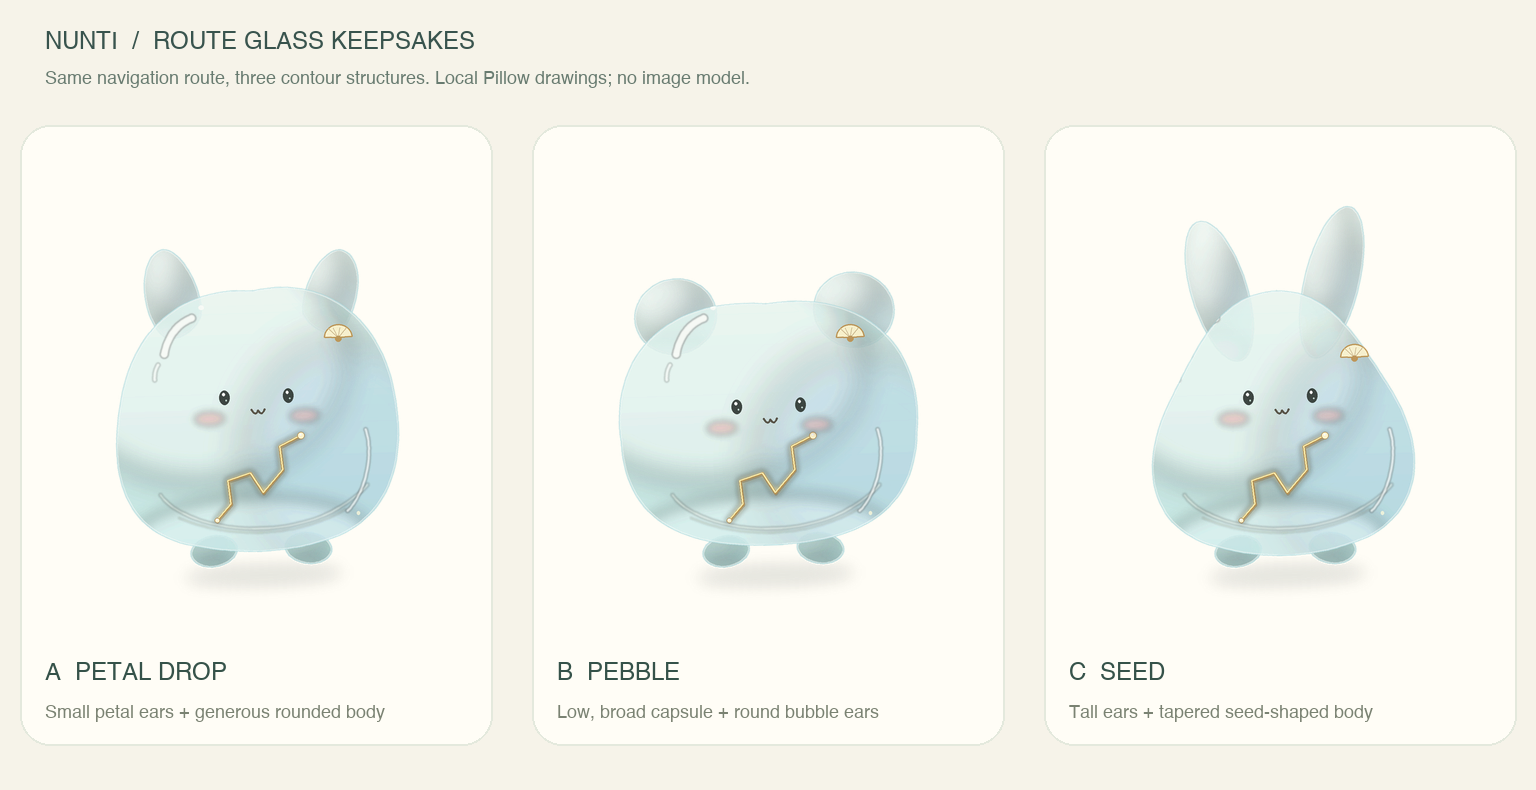 NUNTI / ROUTE GLASS KEEPSAKES
Same navigation route, three contour structures. Local Pillow drawings; no image model.
A PETAL DROP
Small petal ears + generous rounded body
B PEBBLE
Low, broad capsule + round bubble ears
C SEED
Tall ears + tapered seed-shaped body